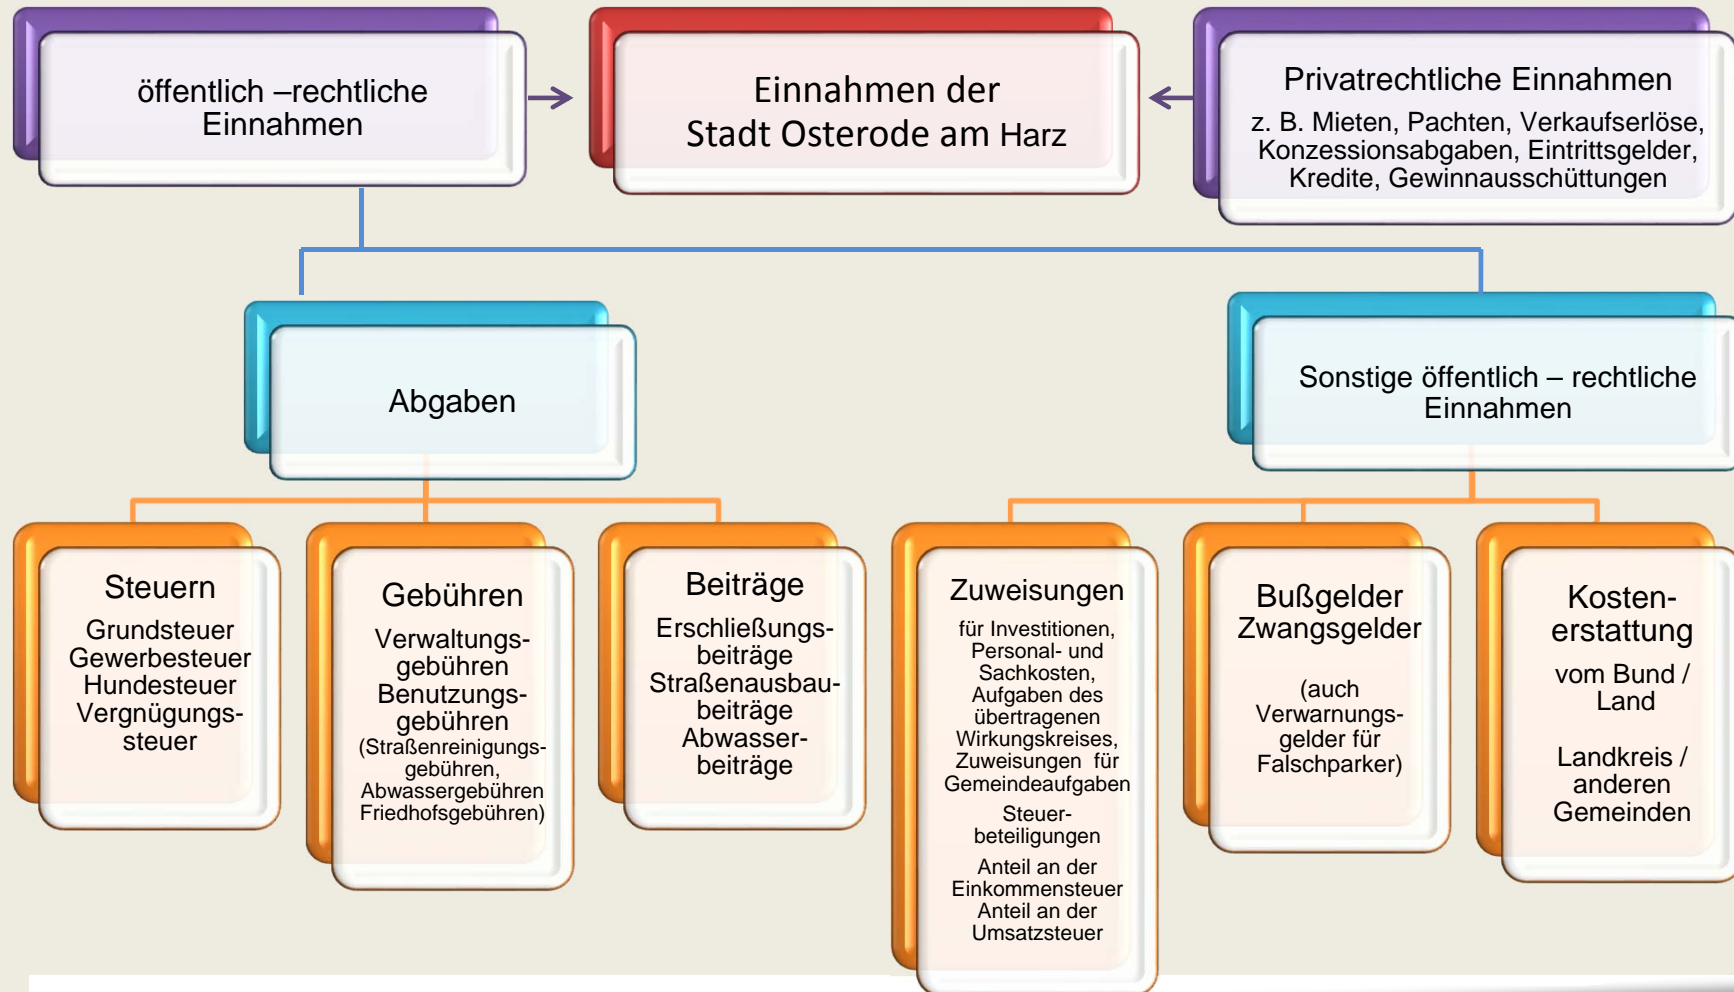 öffentlich –rechtliche
Einnahmen
Einnahmen der
Stadt Osterode am Harz
Privatrechtliche Einnahmen
z. B. Mieten, Pachten, Verkaufserlöse,
Konzessionsabgaben, Eintrittsgelder,
Kredite, Gewinnausschüttungen
Abgaben
Sonstige öffentlich – rechtliche
Einnahmen
Steuern
Grundsteuer
Gewerbesteuer
Hundesteuer
Vergnügungs-
steuer
Gebühren
Verwaltungs-
gebühren
Benutzungs-
gebühren
(Straßenreinigungs-
gebühren,
Abwassergebühren
Friedhofsgebühren)
Beiträge
Erschließungs-
beiträge
Straßenausbau-
beiträge
Abwasser-
beiträge
Zuweisungen
für Investitionen,
Personal- und
Sachkosten,
Aufgaben des
übertragenen
Wirkungskreises,
Zuweisungen für
Gemeindeaufgaben
Steuer-
beteiligungen
Anteil an der
Einkommensteuer
Anteil an der
Umsatzsteuer
Bußgelder
Zwangsgelder
(auch
Verwarnungs-
gelder für
Falschparker)
Kosten-
erstattung
vom Bund /
Land
Landkreis /
anderen
Gemeinden